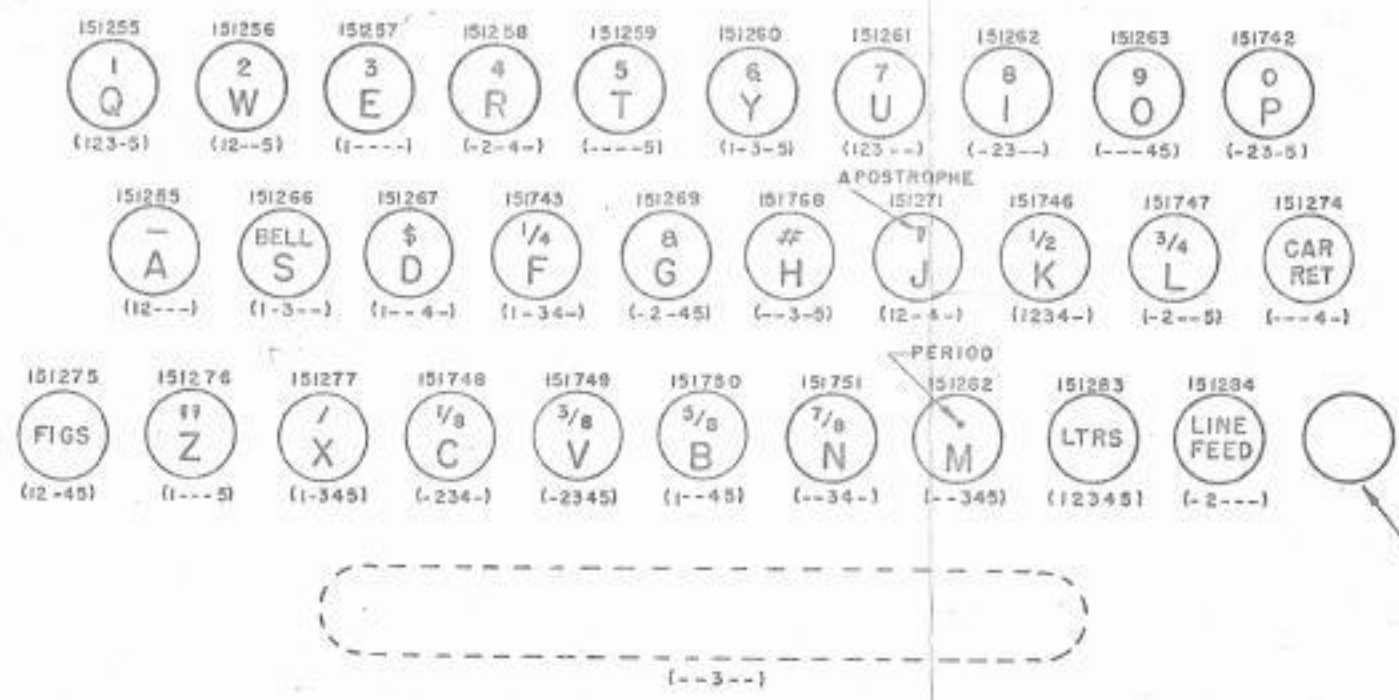 151255 151256 151257 151258 151259 151260 151261 151262 151263 151742
1 2 3 4 5 6 7 8 9 0
Q W E R T Y U I O P
(123-5) (12--5) (1----) (-2-4-) (----5) (1-3-5) (123--) (-23--) (---45) (-23-5)
APOSTROPHE
151265 151266 151267 151743 151269 151768 151271 151746 151747 151274
— BELL $ 1/4 & # ' 1/2 3/4 CAR
A S D F G H J K L RET
(12---) (1-3--) (1--4-) (1-34-) (-2-45) (--3-5) (12-4-) (1234-) (-2--5) (---4-)
PERIOD
151275 151276 151277 151748 151749 151750 151751 151282 151283 151284
FIGS " / 1/8 3/8 5/8 7/8 . LTRS LINE
Z X C V B N M FEED
(12-45) (1---5) (1-345) (-234-) (-2345) (1--45) (--34-) (--345) (12345) (-2---)
(--3--)